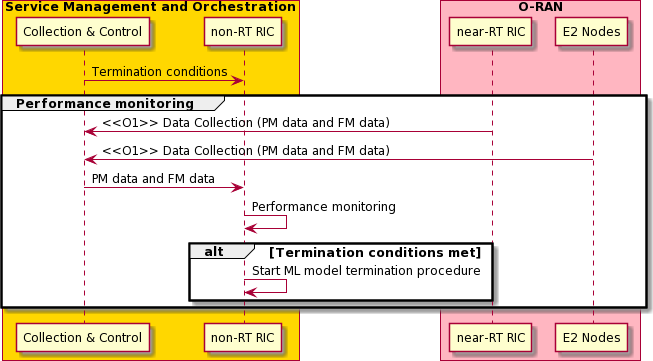 Service Management and Orchestration
O-RAN
Collection & Control
non-RT RIC
near-RT RIC
E2 Nodes
Termination conditions
Performance monitoring
<<O1>> Data Collection (PM data and FM data)
<<O1>> Data Collection (PM data and FM data)
PM data and FM data
Performance monitoring
alt
[Termination conditions met]
Start ML model termination procedure
Collection & Control
non-RT RIC
near-RT RIC
E2 Nodes